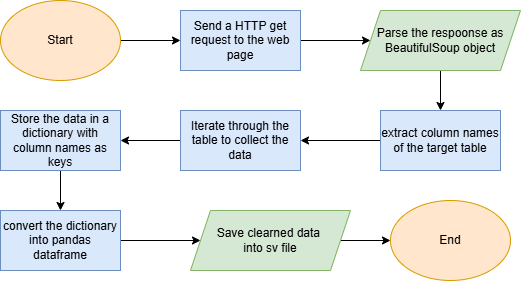 Start
Send a HTTP get
request to the web
page
Parse the respoonse as
BeautifulSoup object
extract column names
of the target table
Iterate through the
table to collect the
data
Store the data in a
dictionary with
column names as
keys
convert the dictionary
into pandas
dataframe
Save clearned data
into sv file
End